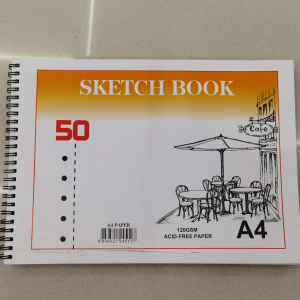 SKETCH BOOK
50
Cafe
A4 PAPER
120GSM
ACID-FREE PAPER
A4